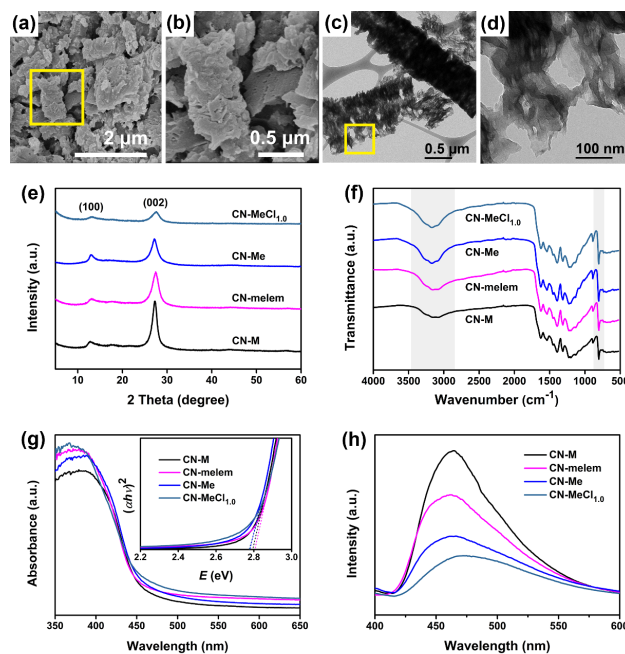 (a)
2 µm
(b)
0.5 µm
(c)
0.5 µm
(d)
100 nm
(e)
(100)
(002)
CN-MeCl1.0
CN-Me
CN-melem
CN-M
Intensity (a.u.)
0 10 20 30 40 50 60
2 Theta (degree)
(f)
CN-MeCl1.0
CN-Me
CN-melem
CN-M
Transmittance (a.u.)
4000 3500 3000 2500 2000 1500 1000 500
Wavenumber (cm-1)
(g)
CN-M
CN-melem
CN-Me
CN-MeCl1.0
(αhν)2
2.2 2.4 2.6 2.8 3.0
E (eV)
Absorbance (a.u.)
350 400 450 500 550 600 650
Wavelength (nm)
(h)
CN-M
CN-melem
CN-Me
CN-MeCl1.0
Intensity (a.u.)
400 450 500 550 600
Wavelength (nm)